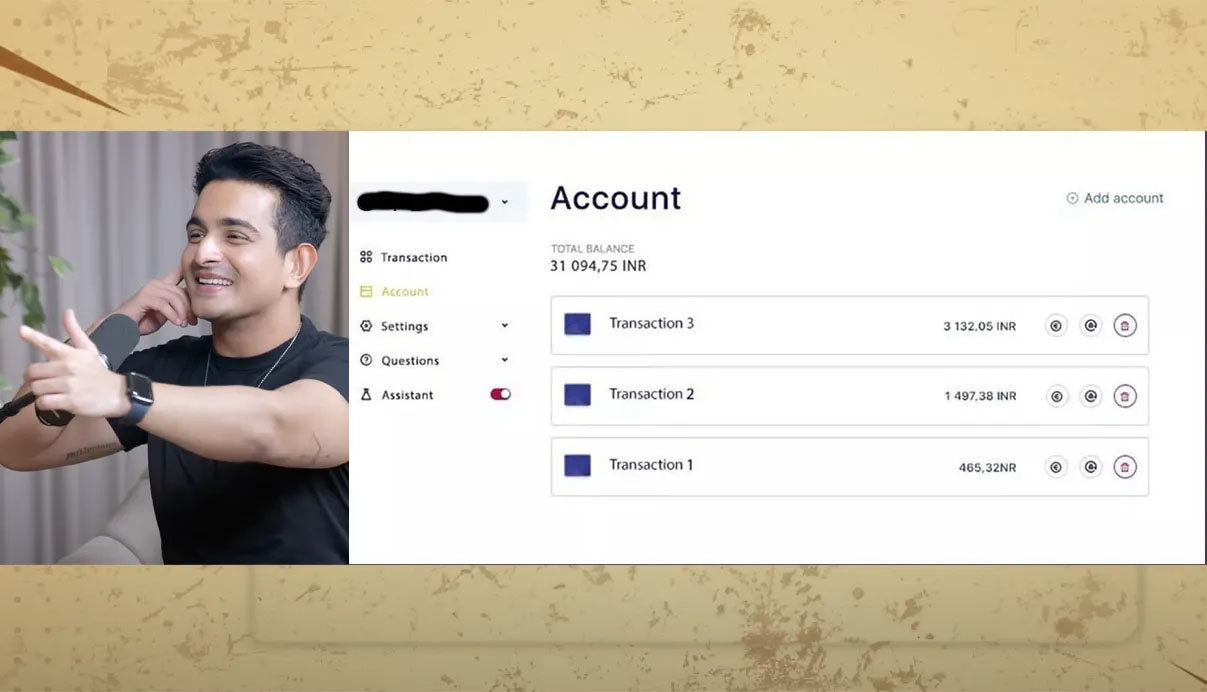 Account
Add account
TOTAL BALANCE
31 094,75 INR
Transaction
Account
Settings
Questions
Assistant
Transaction 3
3 132,05 INR
Transaction 2
1 497,38 INR
Transaction 1
465,32NR